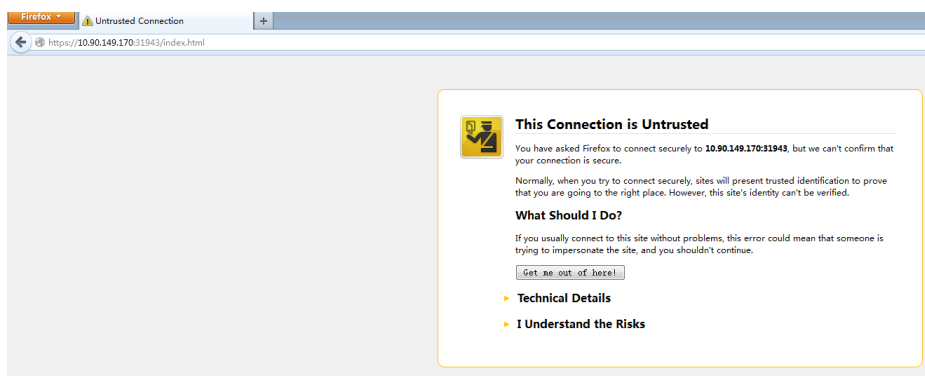 Firefox
Untrusted Connection
+
https://10.90.149.170:31943/index.html
This Connection is Untrusted
You have asked Firefox to connect securely to 10.90.149.170:31943, but we can't confirm that
your connection is secure.
Normally, when you try to connect securely, sites will present trusted identification to prove
that you are going to the right place. However, this site's identity can't be verified.
What Should I Do?
If you usually connect to this site without problems, this error could mean that someone is
trying to impersonate the site, and you shouldn't continue.
Get me out of here!
Technical Details
I Understand the Risks